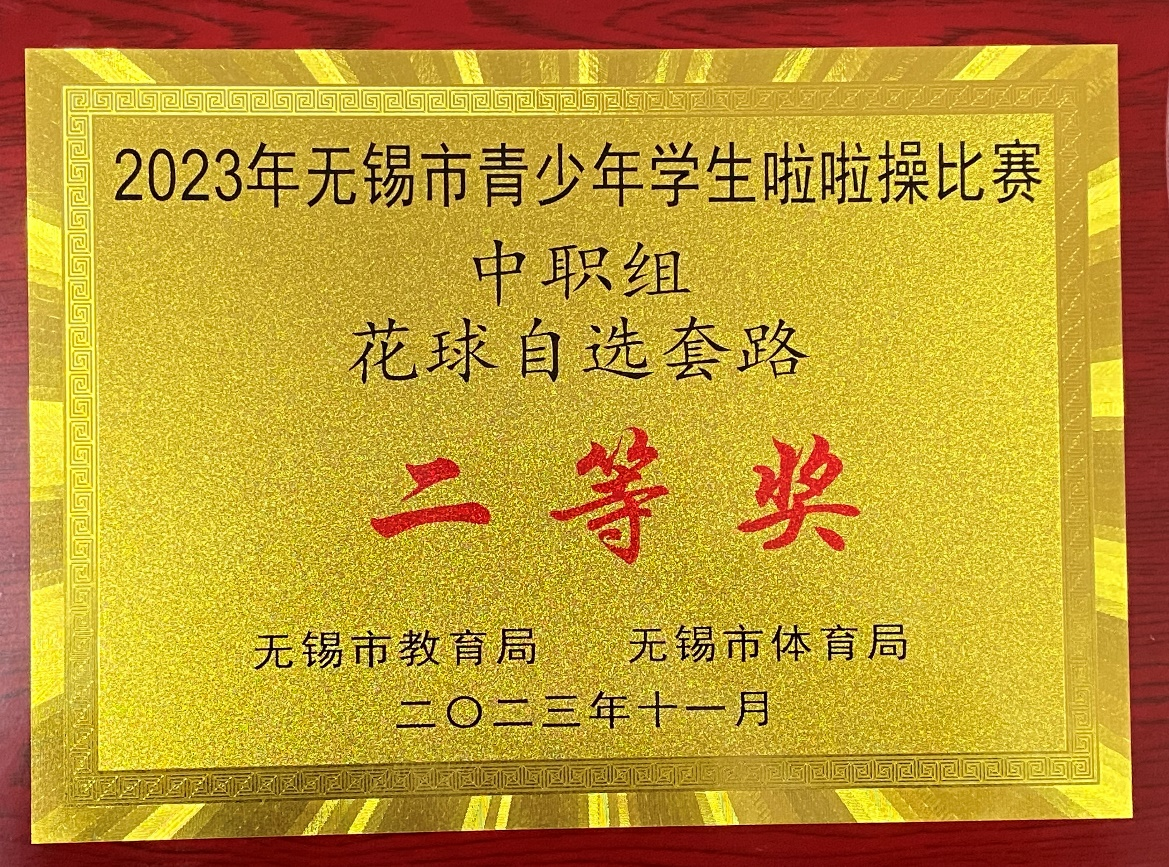 2023年无锡市青少年学生啦啦操比赛
中职组
花球自选套路
二等奖
无锡市教育局 无锡市体育局
二〇二三年十一月